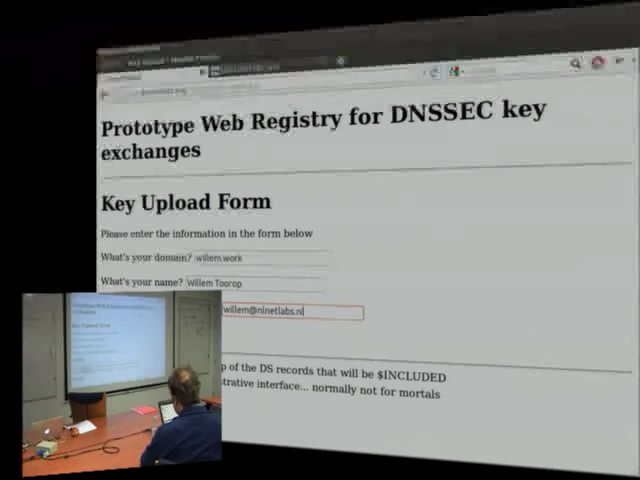 Prototype Web Registry for DNSSEC key
exchanges
Key Upload Form
Please enter the information in the form below
What's your domain? willem.work
What's your name? Willem Toorop
willem@nlnetlabs.nl
p of the DS records that will be $INCLUDED
strative interface... normally not for mortals